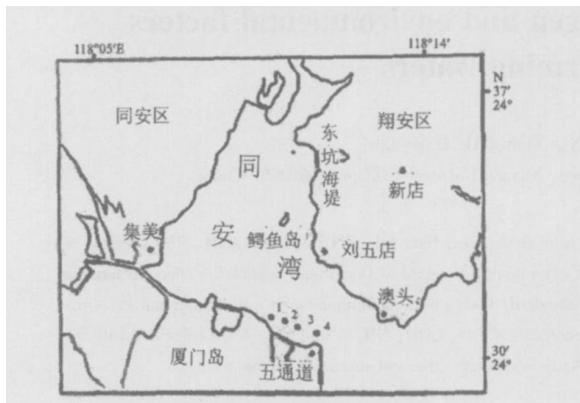 118°05′E
118°14′
N
37′
24°
同安区
翔安区
东坑海堤
同安湾
新店
集美
鳄鱼岛
刘五店
澳头
1
2
3
4
厦门岛
五通道
30′
24°